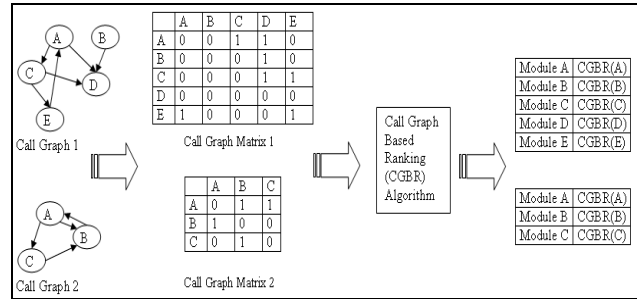 A
B
C
D
E
Call Graph 1
A B C D E
A 0 0 1 1 0
B 0 0 0 1 0
C 0 0 0 1 1
D 0 0 0 0 0
E 1 0 0 0 1
Call Graph Matrix 1
A
B
C
Call Graph 2
A B C
A 0 1 1
B 1 0 0
C 0 1 0
Call Graph Matrix 2
Call Graph
Based
Ranking
(CGBR)
Algorithm
Module A CGBR(A)
Module B CGBR(B)
Module C CGBR(C)
Module D CGBR(D)
Module E CGBR(E)
Module A CGBR(A)
Module B CGBR(B)
Module C CGBR(C)